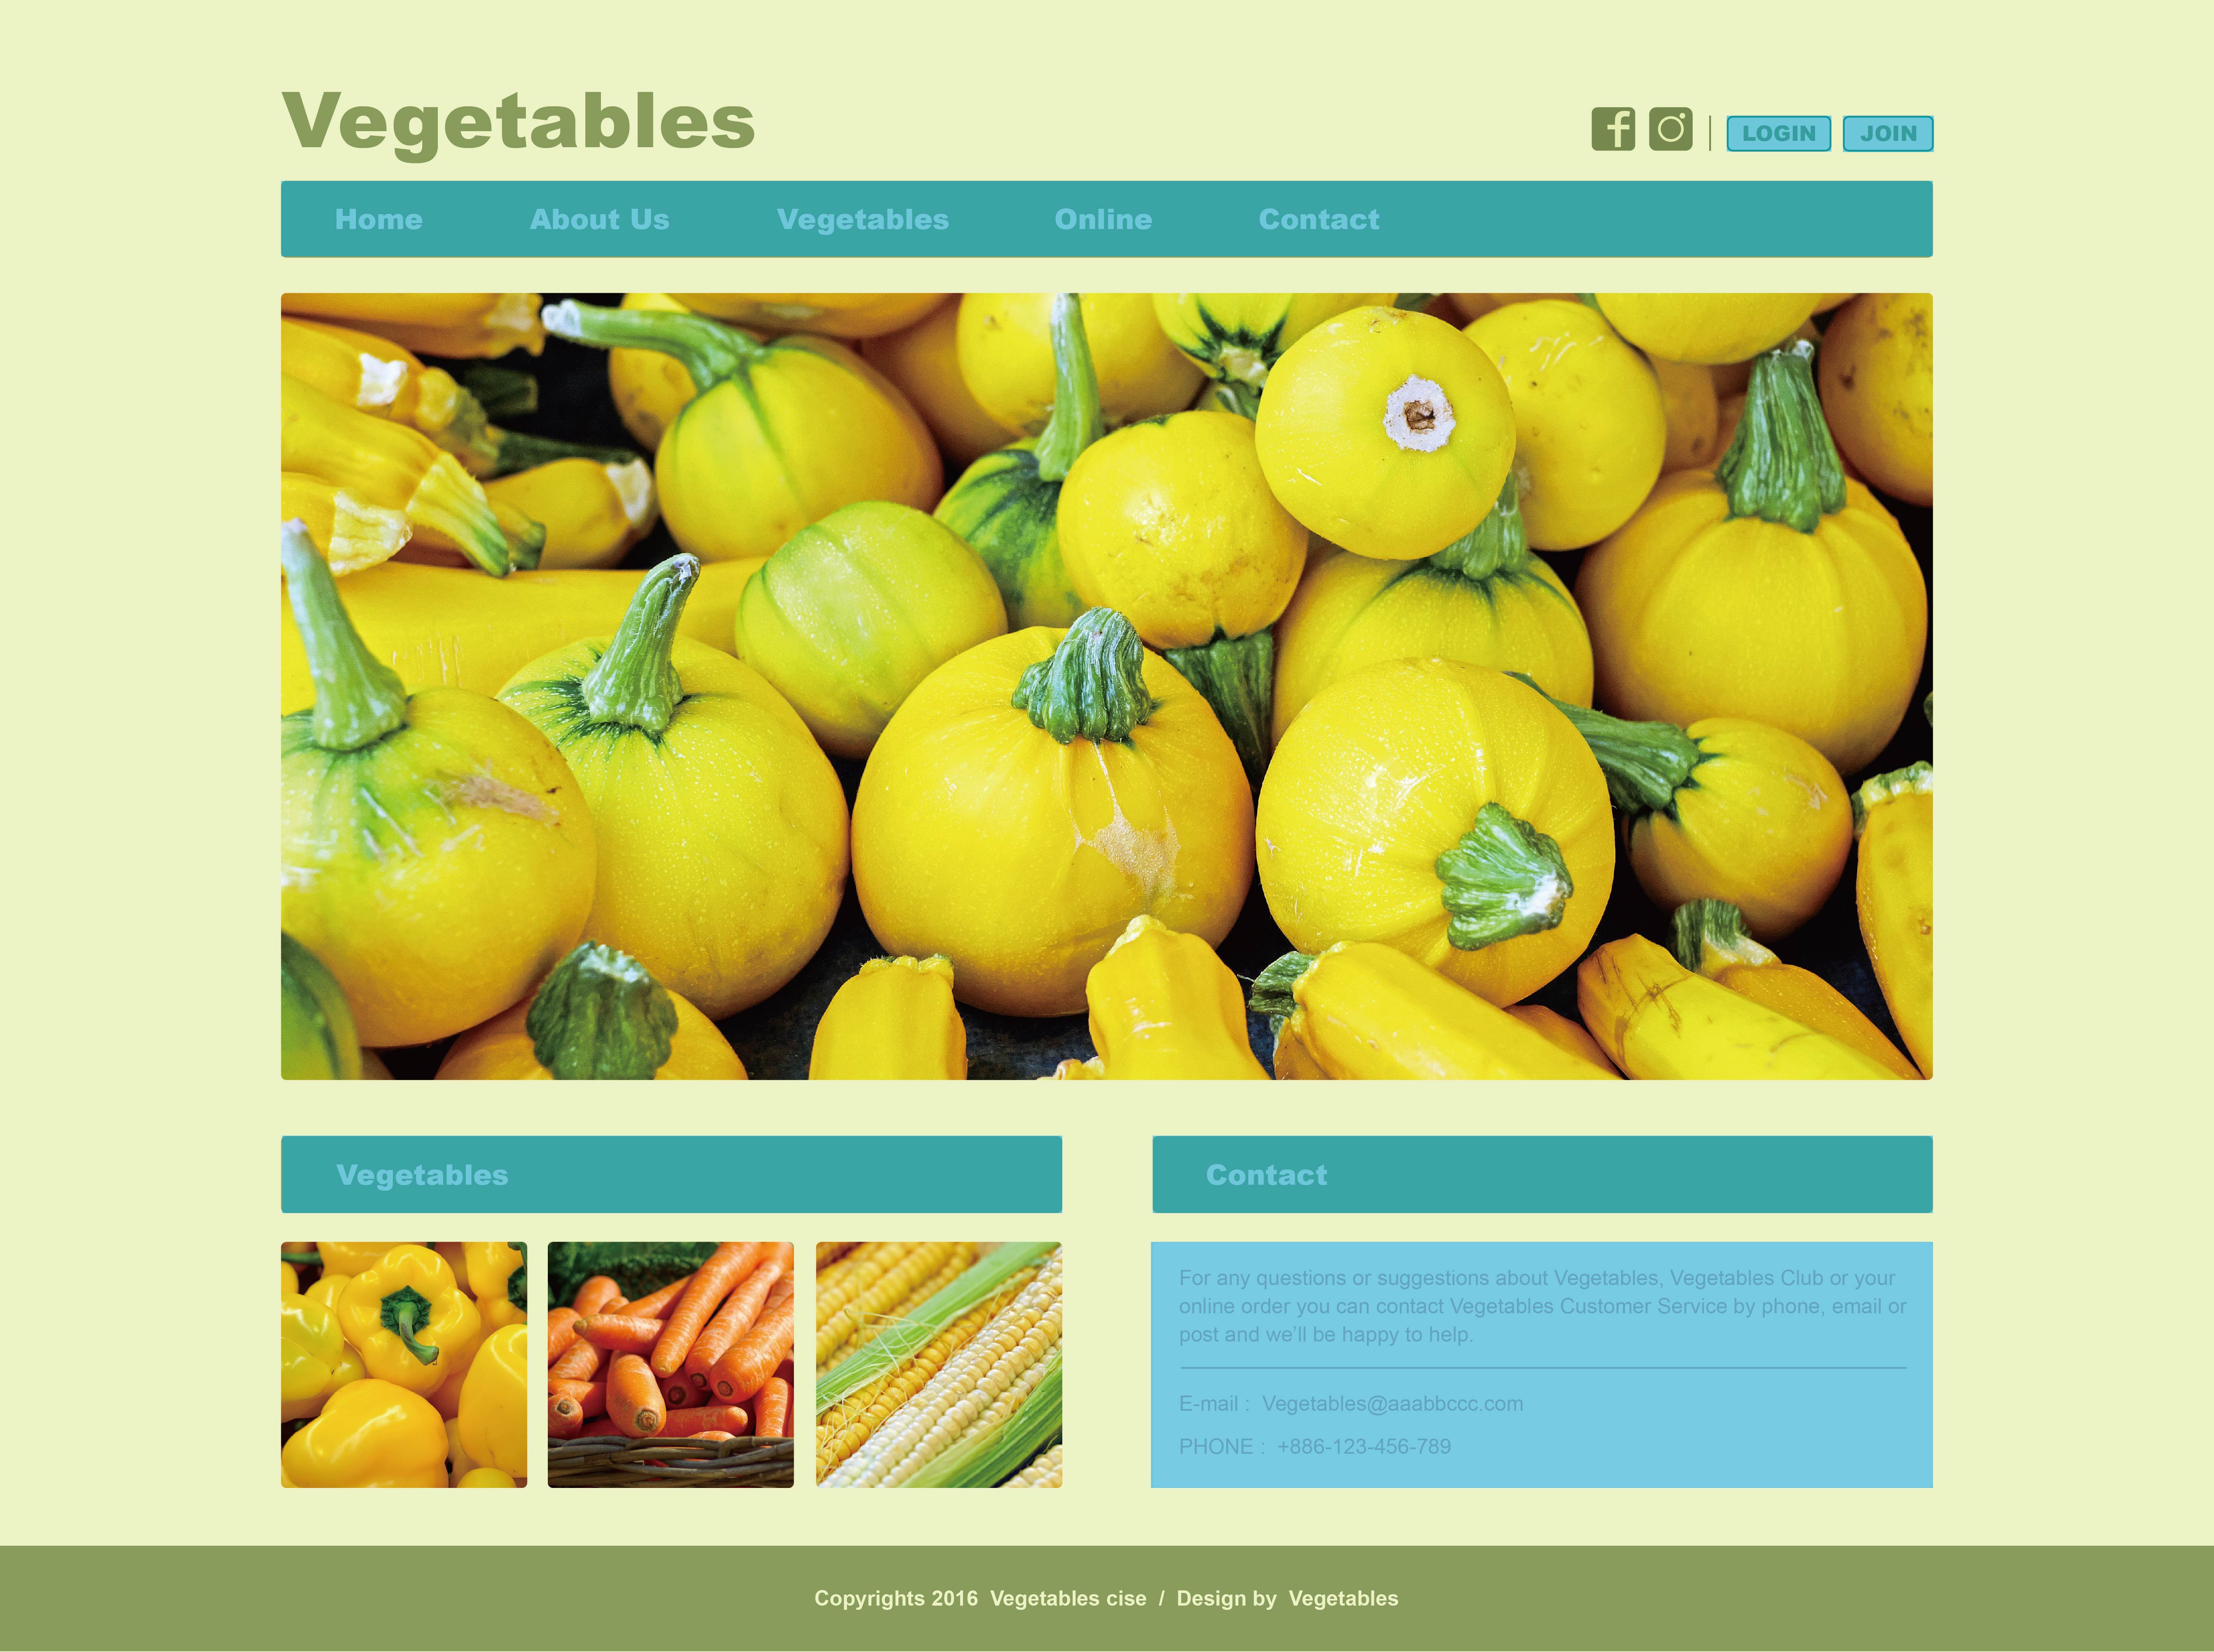 Vegetables
LOGIN JOIN
Home About Us Vegetables Online Contact
Vegetables
Contact
For any questions or suggestions about Vegetables, Vegetables Club or your
online order you can contact Vegetables Customer Service by phone, email or
post and we'll be happy to help.
E-mail : Vegetables@aaabbccc.com
PHONE : +886-123-456-789
Copyrights 2016 Vegetables cise / Design by Vegetables